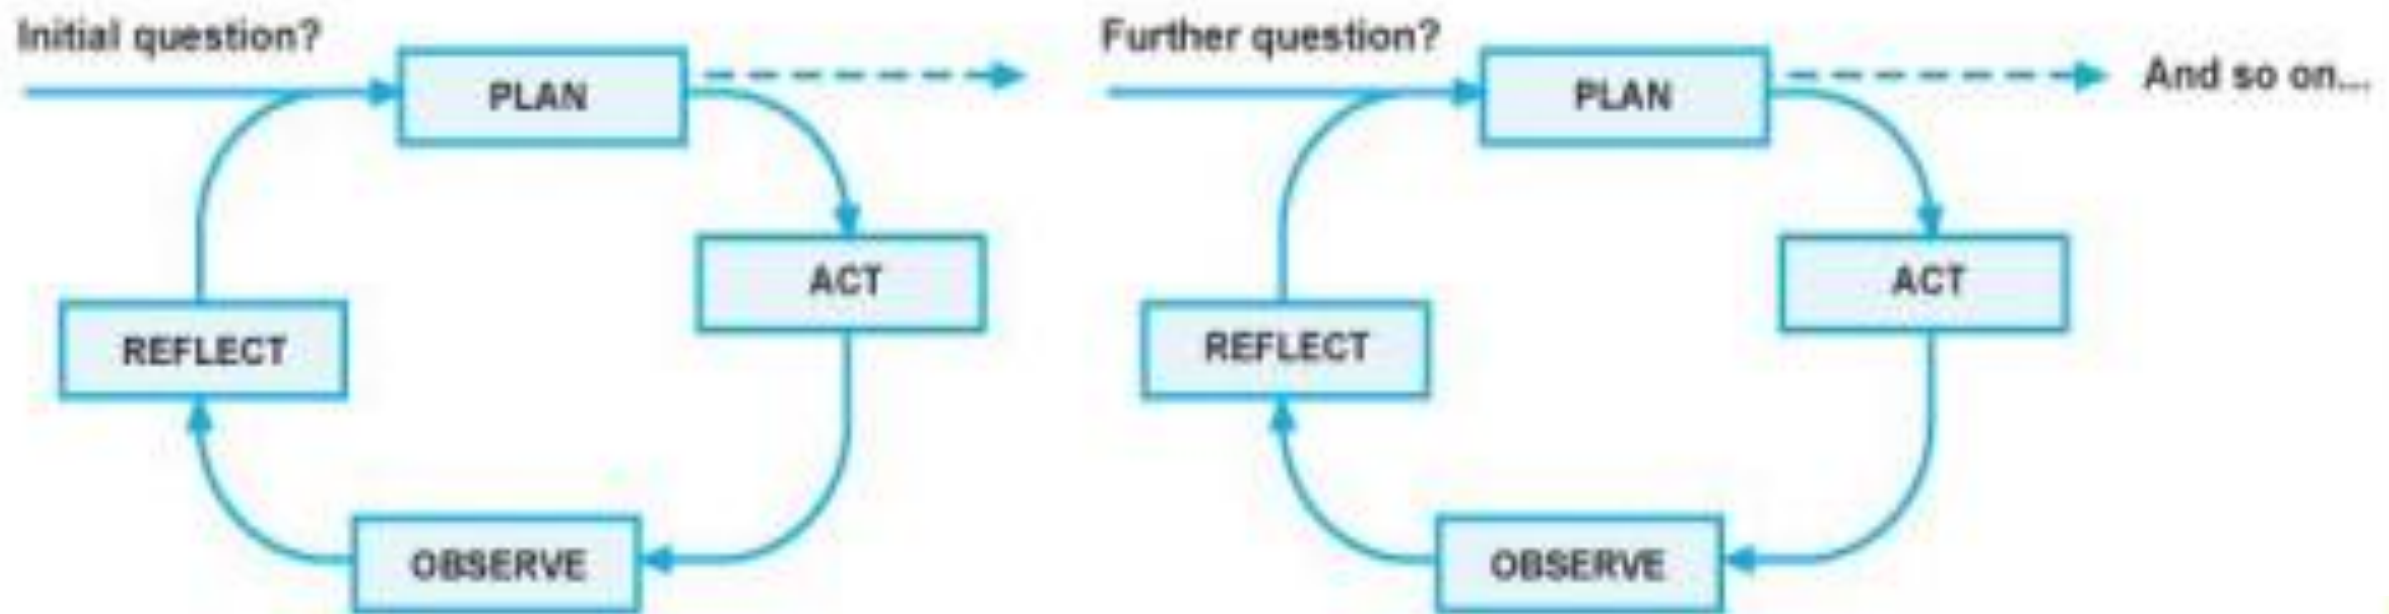 Initial question?
PLAN
ACT
REFLECT
OBSERVE
Further question?
PLAN
And so on...
ACT
REFLECT
OBSERVE